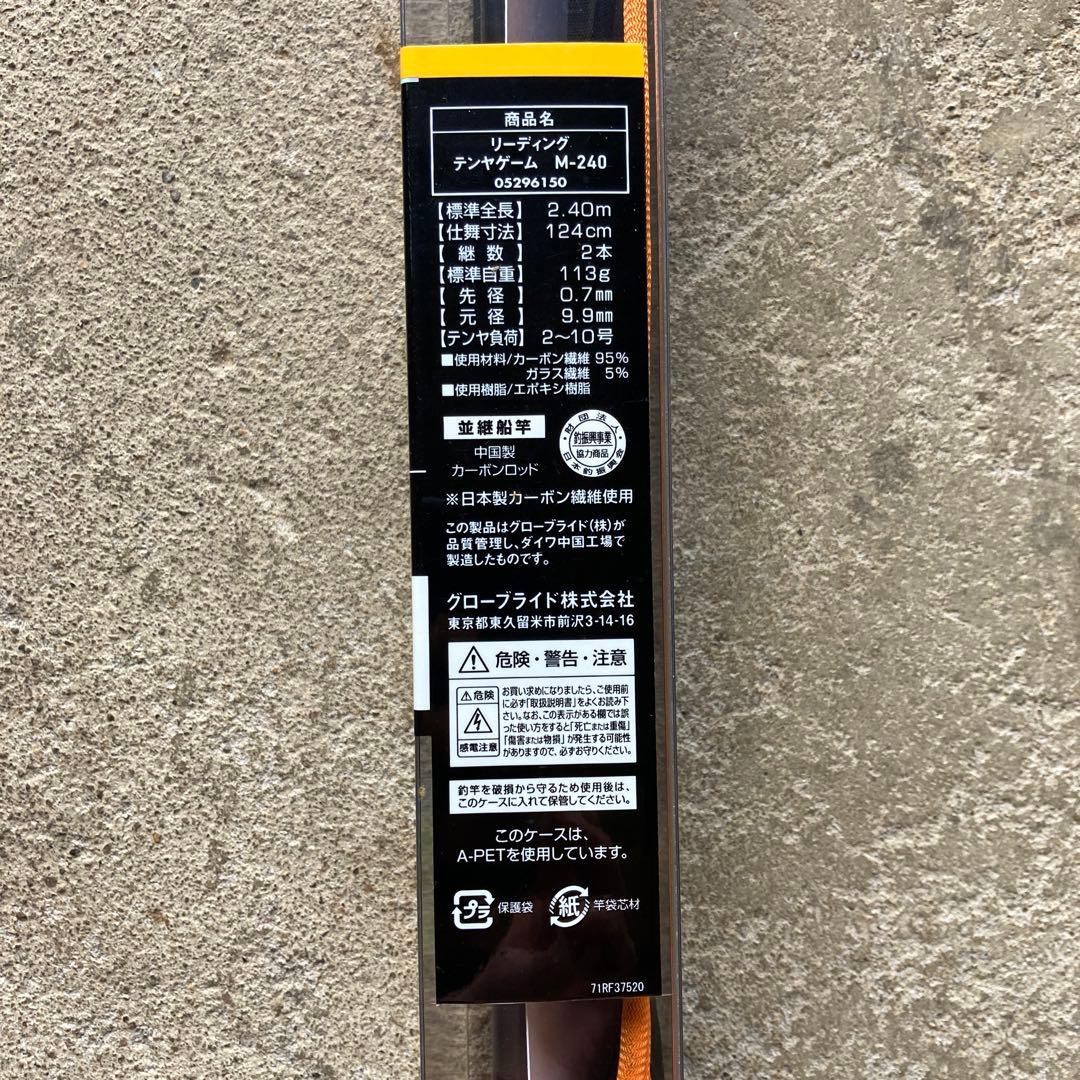 商品名
リーディング
テンヤゲーム M-240
05296150
【標準全長】 2.40m
【仕舞寸法】 124cm
【継数】 2本
【標準自重】 113g
【先径】 0.7mm
【元径】 9.9mm
【テンヤ負荷】 2〜10号
■使用材料/カーボン繊維 95%
ガラス繊維 5%
■使用樹脂/エポキシ樹脂
並継船竿
中国製
カーボンロッド
財団法人・日本釣振興会
釣振興事業
協力商品
※日本製カーボン繊維使用
この製品はグローブライド(株)が
品質管理し、ダイワ中国工場で
製造したものです。
グローブライド株式会社
東京都東久留米市前沢3-14-16
危険・警告・注意
危険
感電注意
お買い求めになりましたら、ご使用前
に必ず「取扱説明書」をよくお読み下
さい。なお、この表示がある欄では誤
った使い方をすると「死亡または重傷」
「傷害または物損」が発生する可能性
がありますので、必ずお守りください。
釣竿を破損から守るため使用後は、
このケースに入れて保管してください。
このケースは、
A-PETを使用しています。
プラ 保護袋 紙 竿袋芯材
71RF37520